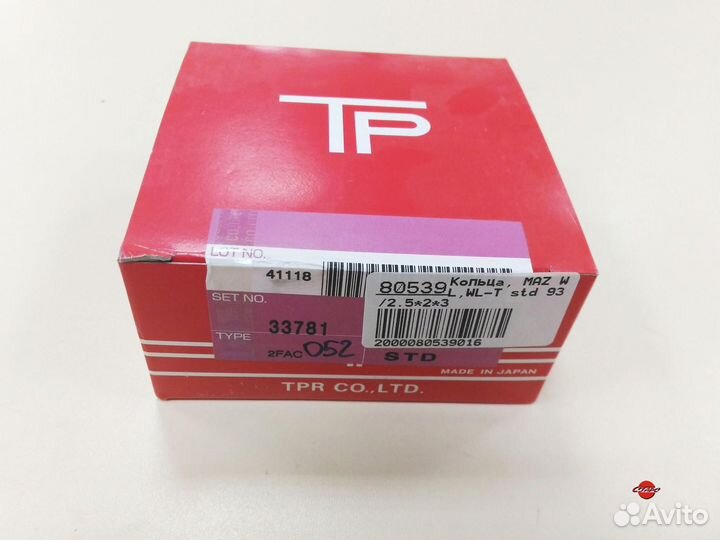 TP
LOT NO.
41118
SET NO.
33781
TYPE
2FAC 052
STD
80539 Кольца, MAZ W
L,WL-T std 93
/2.5*2*3
2000080539016
MADE IN JAPAN
TPR CO.,LTD.
Avito